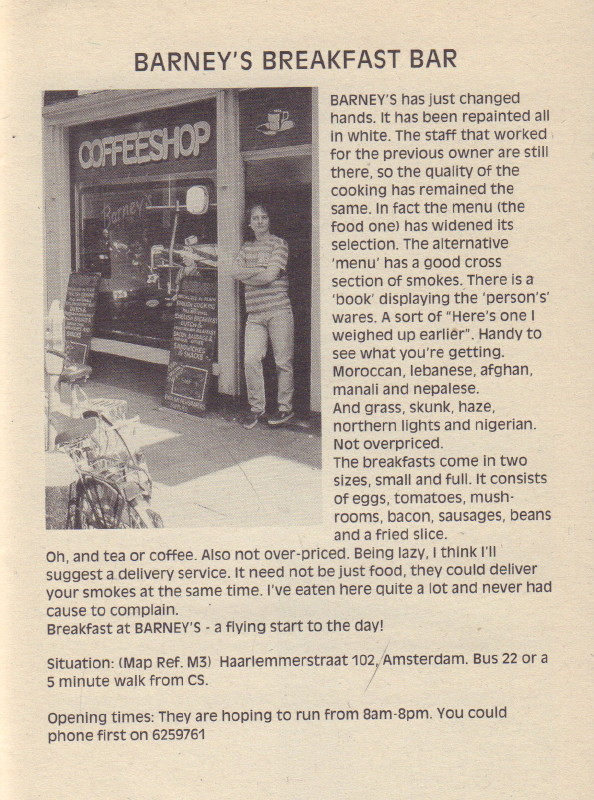 BARNEY'S BREAKFAST BAR
COFFEESHOP
Barney's
BARNEY'S has just changed
hands. It has been repainted all
in white. The staff that worked
for the previous owner are still
there, so the quality of the
cooking has remained the
same. In fact the menu (the
food one) has widened its
selection. The alternative
'menu' has a good cross
section of smokes. There is a
'book' displaying the 'person's'
wares. A sort of "Here's one I
weighed up earlier". Handy to
see what you're getting.
Moroccan, lebanese, afghan,
manali and nepalese.
And grass, skunk, haze,
northern lights and nigerian.
Not overpriced.
The breakfasts come in two
sizes, small and full. It consists
of eggs, tomatoes, mush-
rooms, bacon, sausages, beans
and a fried slice.
Oh, and tea or coffee. Also not over-priced. Being lazy, I think I'll
suggest a delivery service. It need not be just food, they could deliver
your smokes at the same time. I've eaten here quite a lot and never had
cause to complain.
Breakfast at BARNEY'S - a flying start to the day!
Situation: (Map Ref. M3) Haarlemmerstraat 102, Amsterdam. Bus 22 or a
5 minute walk from CS.
Opening times: They are hoping to run from 8am-8pm. You could
phone first on 6259761